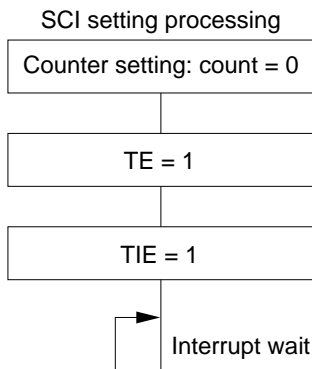 SCI setting processing
Counter setting: count = 0
TE = 1
TIE = 1
Interrupt wait